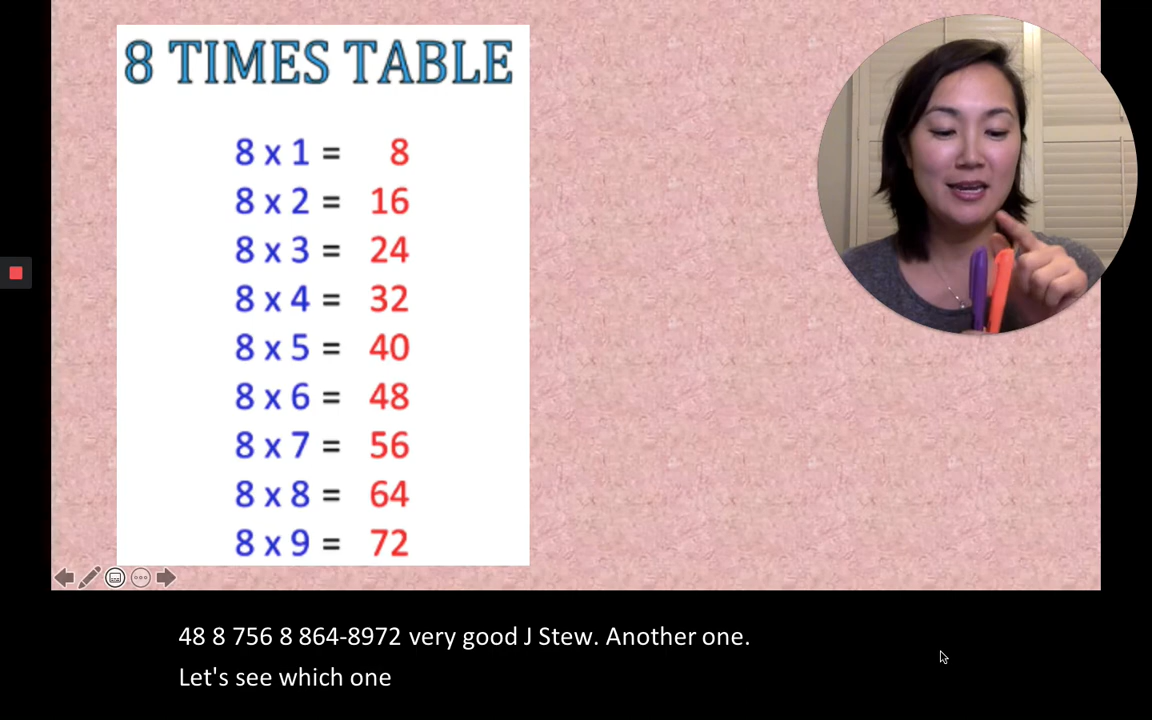 8 TIMES TABLE
8 x 1 = 8
8 x 2 = 16
8 x 3 = 24
8 x 4 = 32
8 x 5 = 40
8 x 6 = 48
8 x 7 = 56
8 x 8 = 64
8 x 9 = 72
48 8 756 8 864-8972 very good J Stew. Another one.
Let's see which one